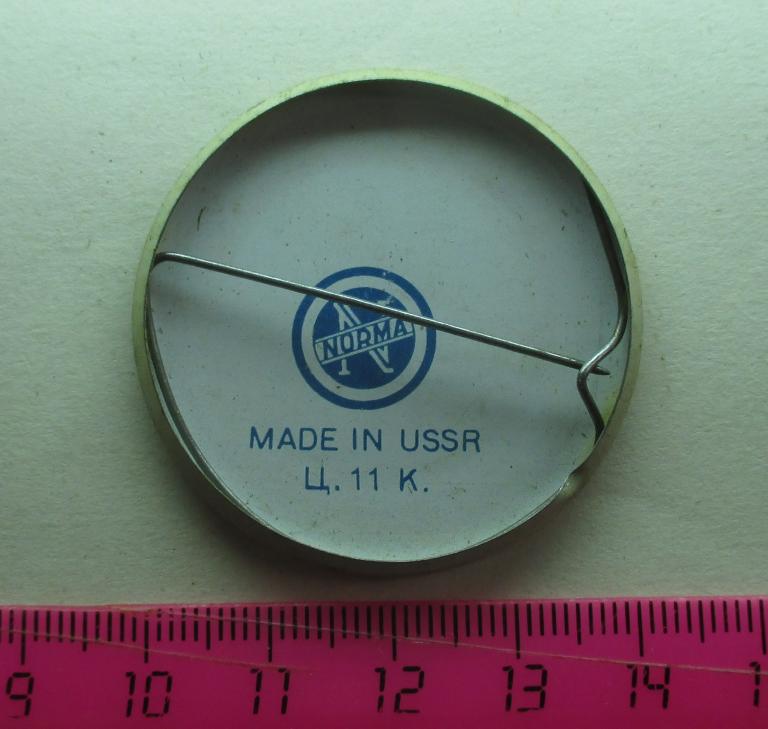 NORMA
MADE IN USSR
Ц. 11 К.
9 10 11 12 13 14